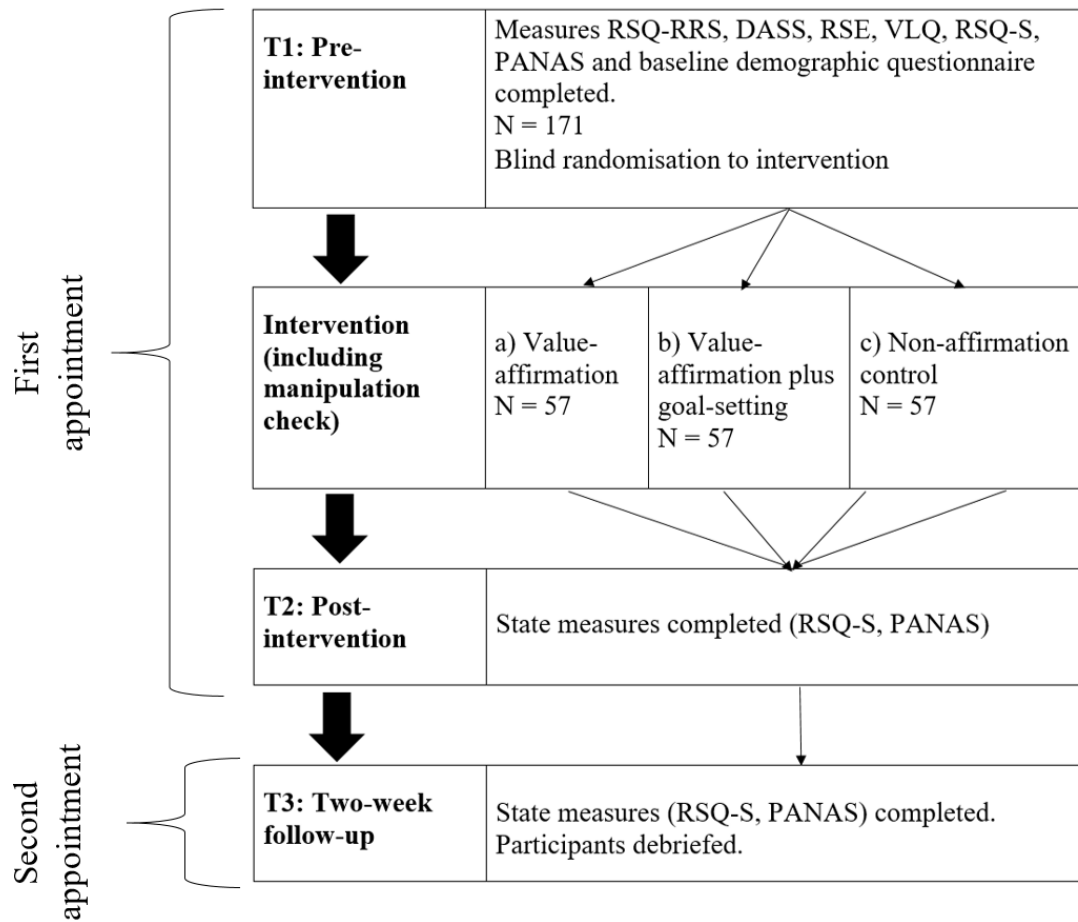 First
appointment
T1: Pre-
intervention
Measures RSQ-RRS, DASS, RSE, VLQ, RSQ-S,
PANAS and baseline demographic questionnaire
completed.
N = 171
Blind randomisation to intervention
Intervention
(including
manipulation
check)
a) Value-
affirmation
N = 57
b) Value-
affirmation plus
goal-setting
N = 57
c) Non-affirmation
control
N = 57
T2: Post-
intervention
State measures completed (RSQ-S, PANAS)
Second
appointment
T3: Two-week
follow-up
State measures (RSQ-S, PANAS) completed.
Participants debriefed.